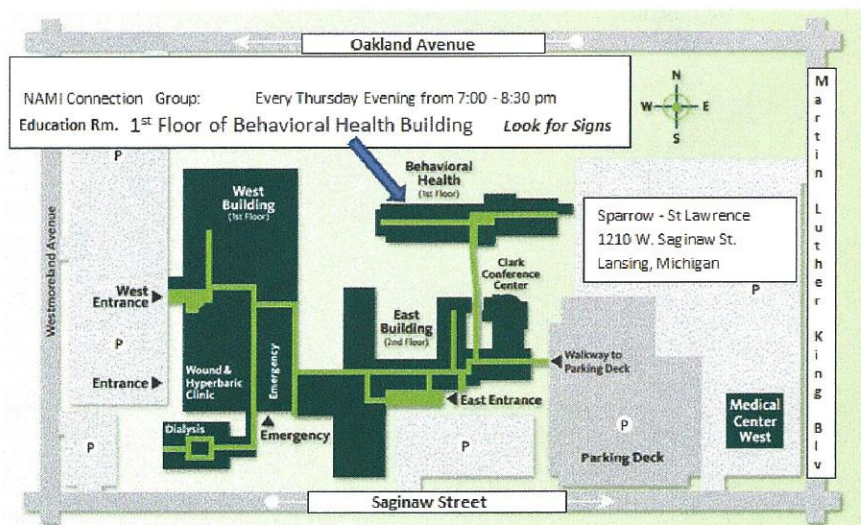 Oakland Avenue
NAMI Connection Group: Every Thursday Evening from 7:00 - 8:30 pm
Education Rm. 1st Floor of Behavioral Health Building Look for Signs
N
W E
S
Martin Luther King Blv
Westmoreland Avenue
P
West
Building
(1st Floor)
Behavioral
Health
(1st Floor)
Sparrow - St Lawrence
1210 W. Saginaw St.
Lansing, Michigan
P
West
Entrance
Clark
Conference
Center
East
Building
(2nd Floor)
P
Entrance
Wound &
Hyperbaric
Clinic
Emergency
Walkway to
Parking Deck
East Entrance
Medical
Center
West
Dialysis
Emergency
P
P
P
Parking Deck
Saginaw Street